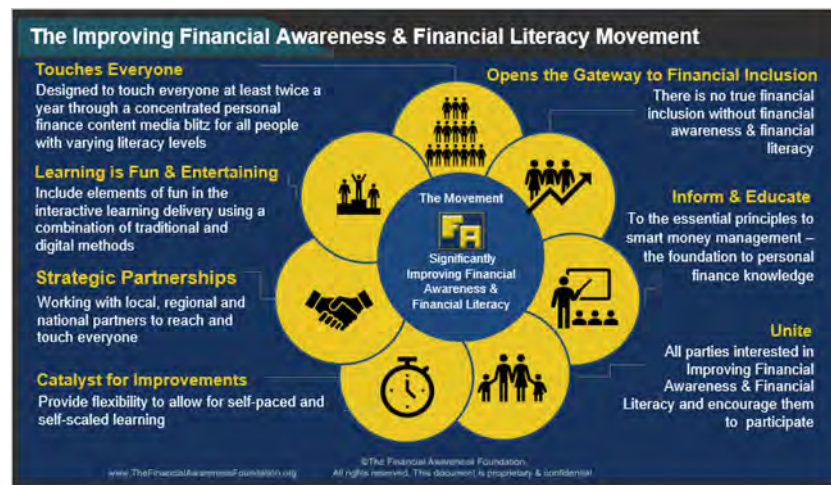 The Improving Financial Awareness & Financial Literacy Movement
Touches Everyone
Designed to touch everyone at least twice a
year through a concentrated personal
finance content media blitz for all people
with varying literacy levels
Learning is Fun & Entertaining
Include elements of fun in the
interactive learning delivery using a
combination of traditional and
digital methods
Strategic Partnerships
Working with local, regional and
national partners to reach and
touch everyone
Catalyst for Improvements
Provide flexibility to allow for self-paced and
self-scaled learning
The Movement
FA
Significantly
Improving Financial
Awareness &
Financial Literacy
Opens the Gateway to Financial Inclusion
There is no true financial
inclusion without financial
awareness & financial
literacy
Inform & Educate
To the essential principles to
smart money management –
the foundation to personal
finance knowledge
Unite
All parties interested in
Improving Financial
Awareness & Financial
Literacy and encourage them
to participate
www.TheFinancialAwarenessFoundation.org
©The Financial Awareness Foundation
All rights reserved. This document is proprietary & confidential.